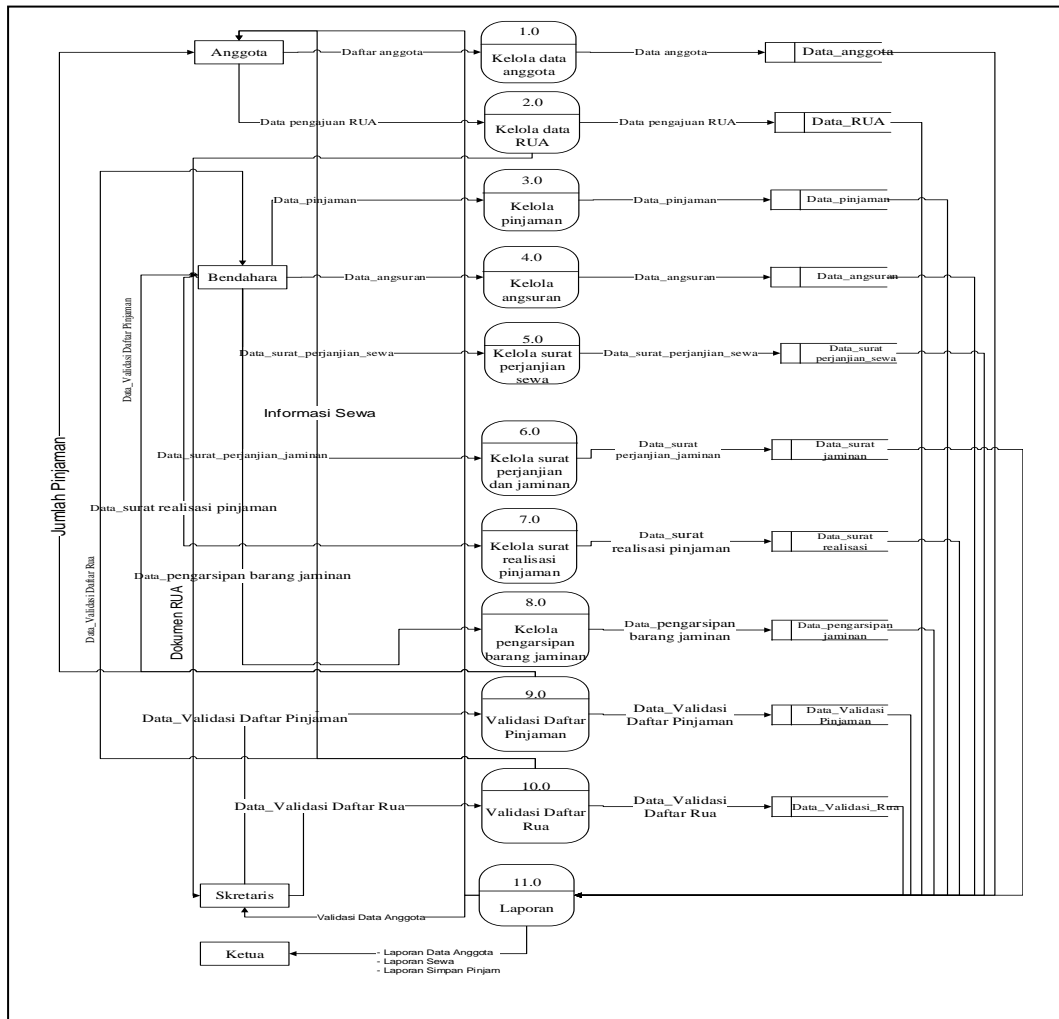 1.0
Anggota
Daftar anggota
Kelola data
anggota
Data anggota
Data_anggota
2.0
Data pengajuan RUA
Kelola data
RUA
Data pengajuan RUA
Data_RUA
3.0
Data_pinjaman
Kelola
pinjaman
Data_pinjaman
Data_pinjaman
4.0
Bendahara
Data_angsuran
Kelola
angsuran
Data_angsuran
Data_angsuran
Data_Validasi Daftar Pinjaman
5.0
Data_surat_perjanjian_sewa
Kelola surat
perjanjian
sewa
Data_surat_perjanjian_sewa
Data_surat
perjanjian_sewa
Informasi Sewa
6.0
Data_surat_perjanjian_jaminan
Kelola surat
perjanjian
dan jaminan
Data_surat
perjanjian_jaminan
Data_surat
jaminan
Jumlah Pinjaman
Data_surat realisasi pinjaman
7.0
Kelola surat
realisasi
pinjaman
Data_surat
realisasi pinjaman
Data_surat
realisasi
Data_pengarsipan barang jaminan
Data_Validasi Daftar Rua
Dokumen RUA
8.0
Kelola
pengarsipan
barang jaminan
Data_pengarsipan
barang jaminan
Data_pengarsipan
jaminan
9.0
Data_Validasi Daftar Pinjaman
Validasi Daftar
Pinjaman
Data_Validasi
Daftar Pinjaman
Data_Validasi
Pinjaman
10.0
Data_Validasi Daftar Rua
Validasi Daftar
Rua
Data_Validasi
Daftar Rua
Data_Validasi_Rua
11.0
Skretaris
Laporan
Validasi Data Anggota
Ketua
- Laporan Data Anggota
- Laporan Sewa
- Laporan Simpan Pinjam